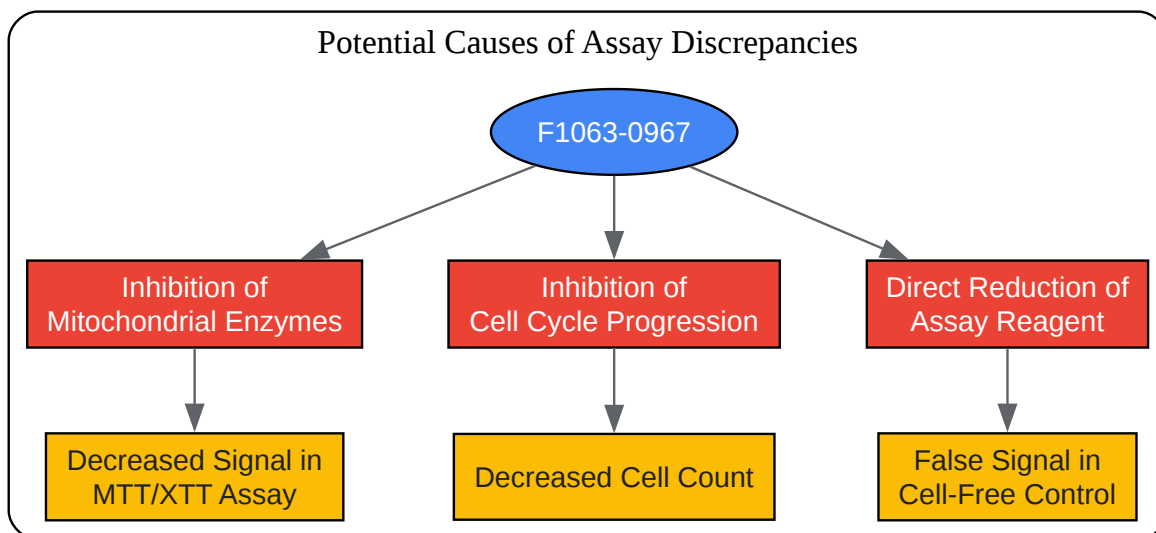 Potential Causes of Assay Discrepancies
F1063-0967
Inhibition of
Mitochondrial Enzymes
Inhibition of
Cell Cycle Progression
Direct Reduction of
Assay Reagent
Decreased Signal in
MTT/XTT Assay
Decreased Cell Count
False Signal in
Cell-Free Control